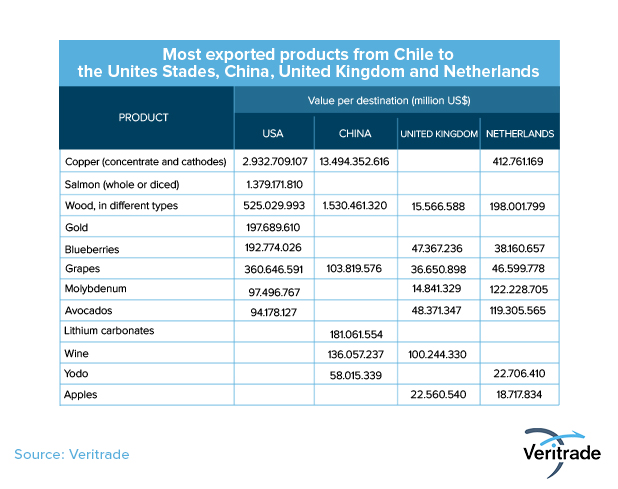 Most exported products from Chile to
the Unites Stades, China, United Kingdom and Netherlands
PRODUCT
Value per destination (million US$)
USA CHINA UNITED KINGDOM NETHERLANDS
Copper (concentrate and cathodes) 2.932.709.107 13.494.352.616 412.761.169
Salmon (whole or diced) 1.379.171.810
Wood, in different types 525.029.993 1.530.461.320 15.566.588 198.001.799
Gold 197.689.610
Blueberries 192.774.026 47.367.236 38.160.657
Grapes 360.646.591 103.819.576 36.650.898 46.599.778
Molybdenum 97.496.767 14.841.329 122.228.705
Avocados 94.178.127 48.371.347 119.305.565
Lithium carbonates 181.061.554
Wine 136.057.237 100.244.330
Yodo 58.015.339 22.706.410
Apples 22.560.540 18.717.834
Source: Veritrade
Veritrade